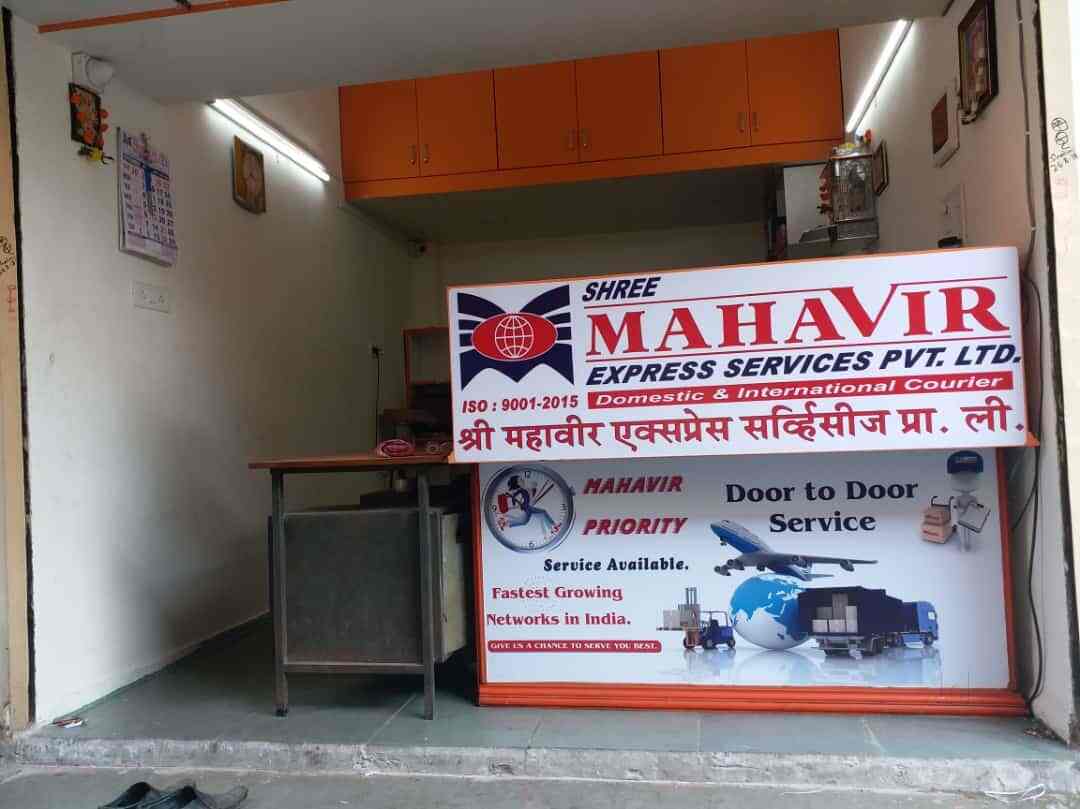 SHREE
MAHAVIR
EXPRESS SERVICES PVT. LTD.
ISO : 9001-2015
Domestic & International Courier
श्री महावीर एक्सप्रेस सर्व्हिसीज प्रा. ली.
MAHAVIR
PRIORITY
Service Available.
Fastest Growing
Networks in India.
GIVE US A CHANCE TO SERVE YOU BEST.
Door to Door
Service